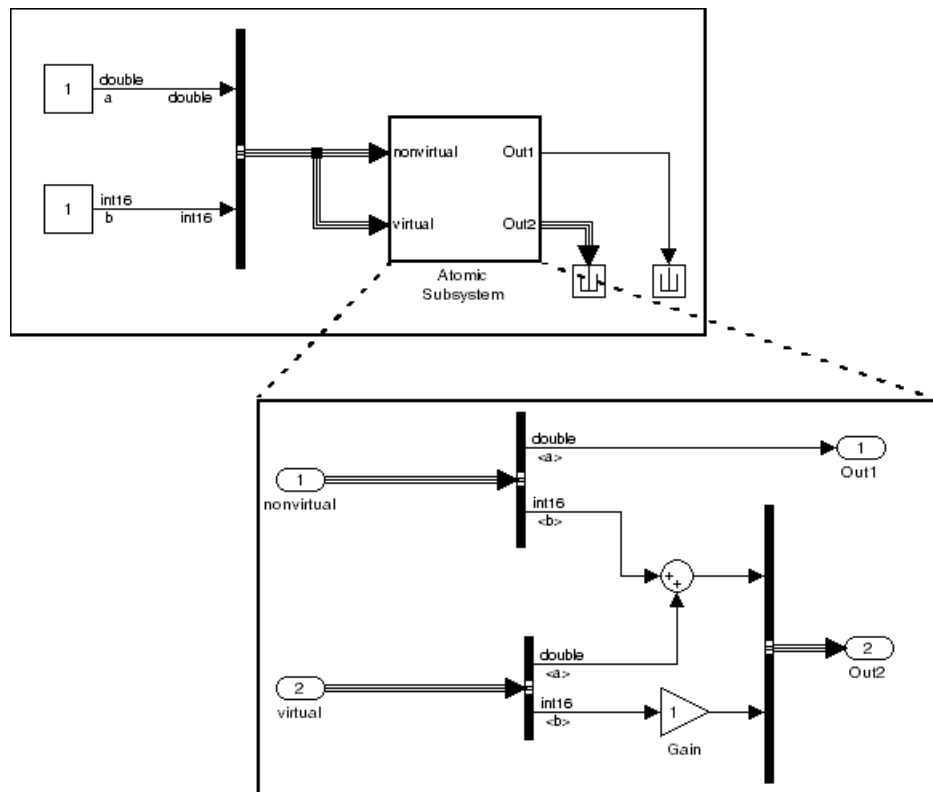 1
double
a
double
1
int16
b
int16
nonvirtual
Out1
virtual
Out2
Atomic
Subsystem
1
nonvirtual
double
<a>
int16
<b>
1
Out1
+
+
2
virtual
double
<a>
int16
<b>
1
Gain
2
Out2